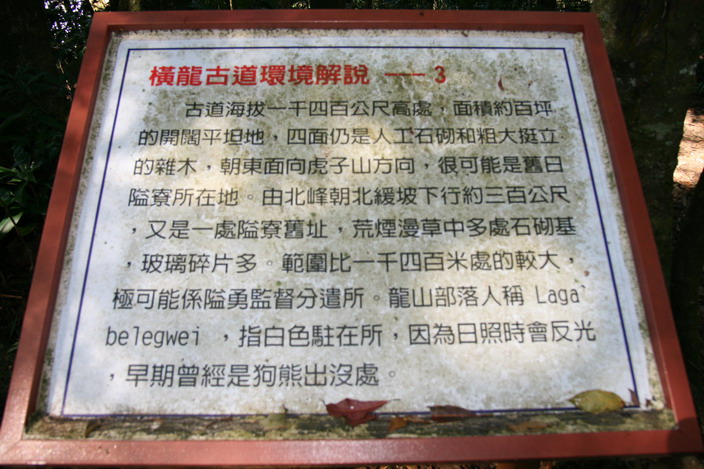 橫龍古道環境解說 —— 3
古道海拔一千四百公尺高處，面積約百坪
的開闊平坦地，四面仍是人工石砌和粗大挺立
的雜木，朝東面向虎子山方向，很可能是舊日
隘寮所在地。由北峰朝北緩坡下行約三百公尺
，又是一處隘寮舊址，荒煙漫草中多處石砌基
，玻璃碎片多。範圍比一千四百米處的較大，
極可能係隘勇監督分遣所。龍山部落人稱 Laga'
belegwei ，指白色駐在所，因為日照時會反光
，早期曾經是狗熊出沒處。